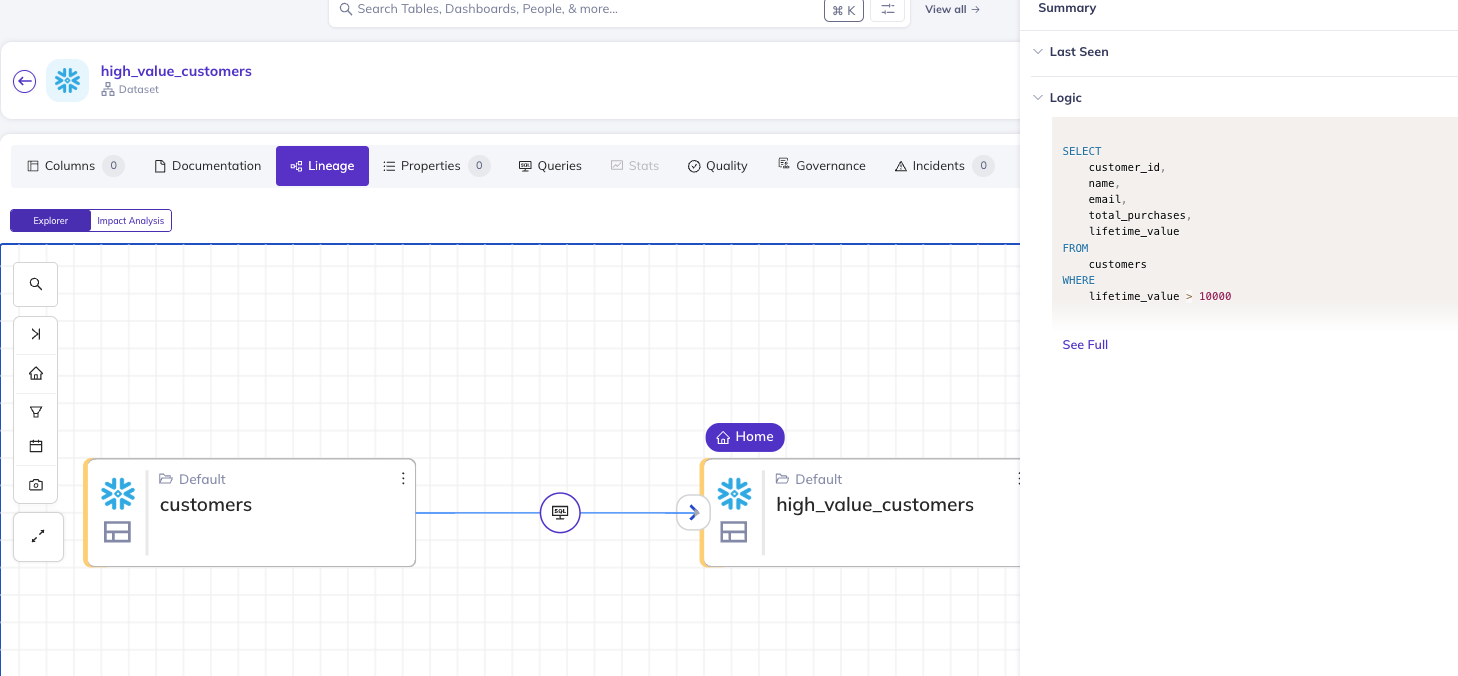 Search Tables, Dashboards, People, & more...
⌘ K
View all →
Summary
high_value_customers
Dataset
Last Seen
Logic
Columns 0
Documentation
Lineage
Properties 0
Queries
Stats
Quality
Governance
Incidents 0
Explorer
Impact Analysis
SELECT
customer_id,
name,
email,
total_purchases,
lifetime_value
FROM
customers
WHERE
lifetime_value > 10000
See Full
Home
Default
customers
SQL
Default
high_value_customers